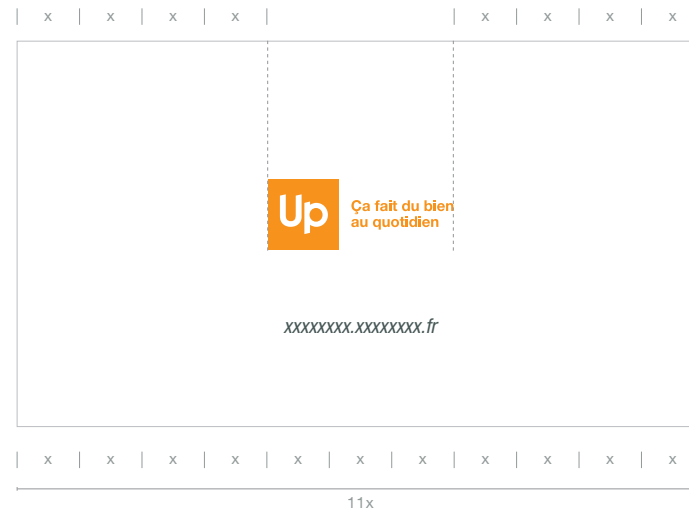 x x x x x x x x
Up
Ça fait du bien
au quotidien
xxxxxxxx.xxxxxxxx.fr
x x x x x x x x x x x
11x